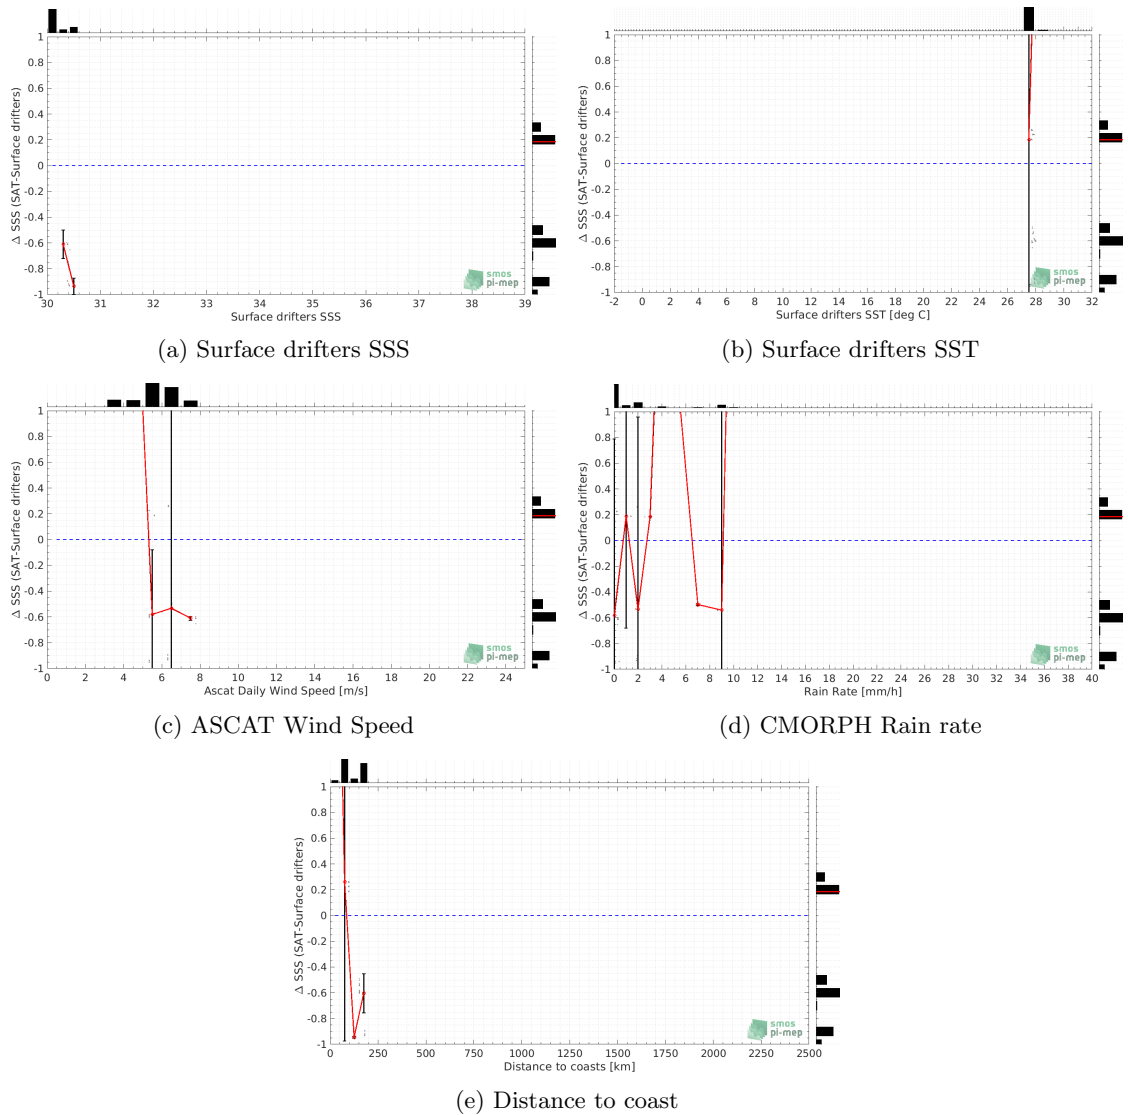 Δ SSS (SAT-Surface drifters)
1
0.8
0.6
0.4
0.2
0
-0.2
-0.4
-0.6
-0.8
-1
30 31 32 33 34 35 36 37 38 39
Surface drifters SSS
smos
pi-mep
(a) Surface drifters SSS
Δ SSS (SAT-Surface drifters)
1
0.8
0.6
0.4
0.2
0
-0.2
-0.4
-0.6
-0.8
-1
-2 0 2 4 6 8 10 12 14 16 18 20 22 24 26 28 30 32
Surface drifters SST [deg C]
smos
pi-mep
(b) Surface drifters SST
Δ SSS (SAT-Surface drifters)
1
0.8
0.6
0.4
0.2
0
-0.2
-0.4
-0.6
-0.8
-1
0 2 4 6 8 10 12 14 16 18 20 22 24
Ascat Daily Wind Speed [m/s]
smos
pi-mep
(c) ASCAT Wind Speed
Δ SSS (SAT-Surface drifters)
1
0.8
0.6
0.4
0.2
0
-0.2
-0.4
-0.6
-0.8
-1
0 2 4 6 8 10 12 14 16 18 20 22 24 26 28 30 32 34 36 38 40
Rain Rate [mm/h]
smos
pi-mep
(d) CMORPH Rain rate
Δ SSS (SAT-Surface drifters)
1
0.8
0.6
0.4
0.2
0
-0.2
-0.4
-0.6
-0.8
-1
0 250 500 750 1000 1250 1500 1750 2000 2250 2500
Distance to coasts [km]
smos
pi-mep
(e) Distance to coast